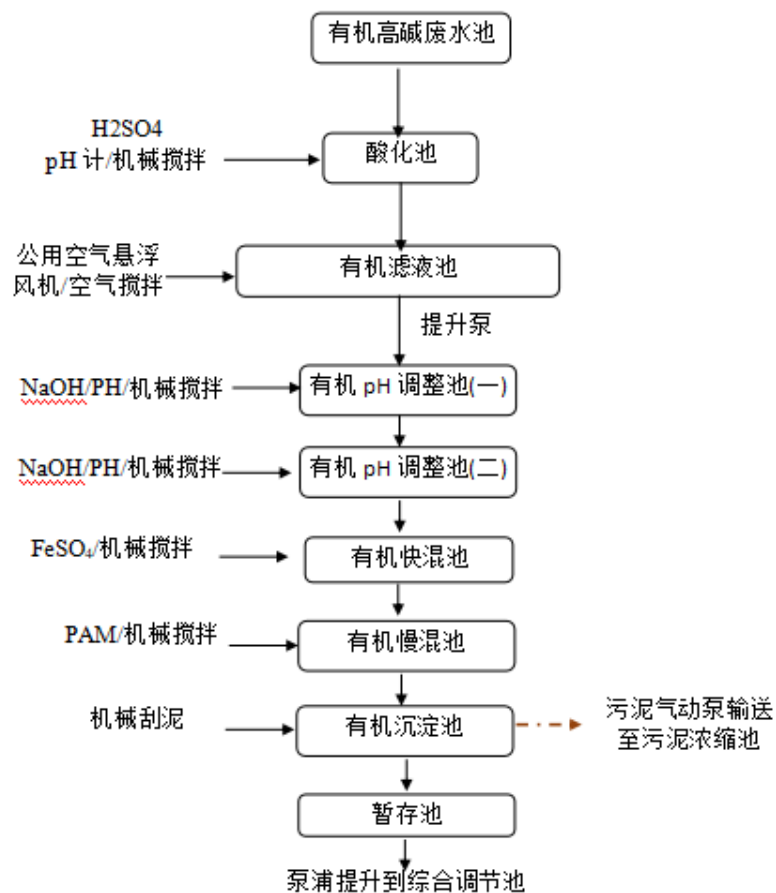 有机高碱废水池
H2SO4
pH 计/机械搅拌
酸化池
公用空气悬浮
风机/空气搅拌
有机滤液池
提升泵
NaOH/PH/机械搅拌
有机 pH 调整池(一)
NaOH/PH/机械搅拌
有机 pH 调整池(二)
FeSO₄/机械搅拌
有机快混池
PAM/机械搅拌
有机慢混池
机械刮泥
有机沉淀池
污泥气动泵输送
至污泥浓缩池
暂存池
泵浦提升到综合调节池